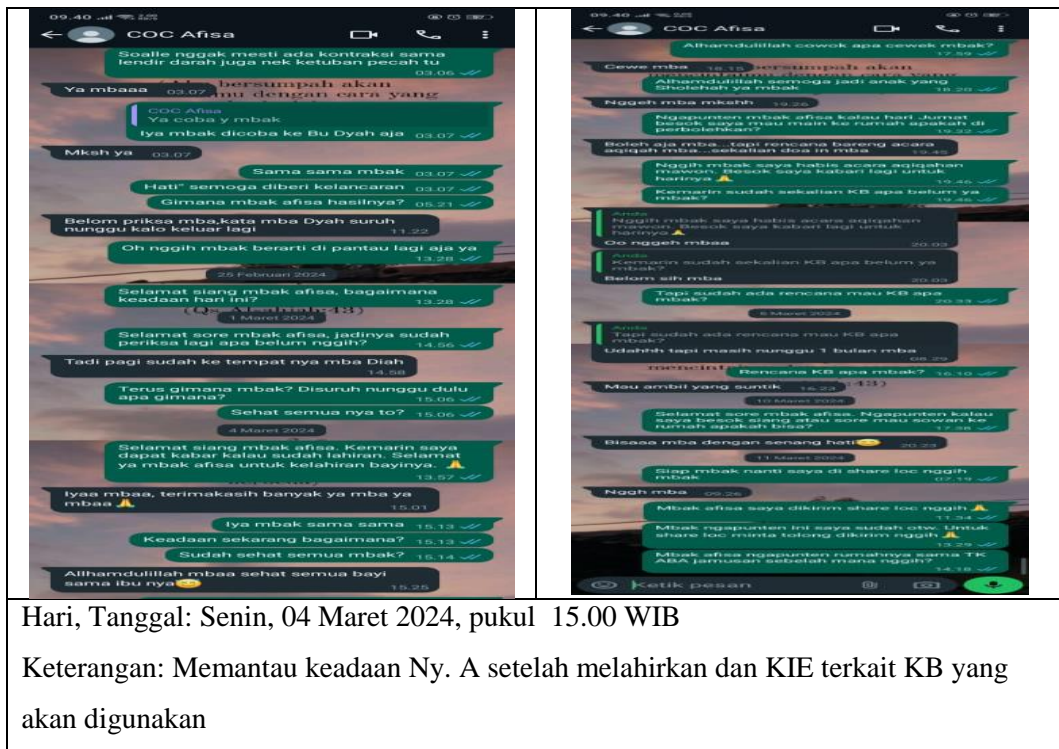 09.40
COC Afisa
Soalle nggak mesti ada kontraksi sama
lendir darah juga nek ketuban pecah tu
03.06
Ya mbaaa 03.07
bersumpah akan
mu dengan cara yang
COC Afisa
Ya coba y mbak
Iya mbak dicoba ke Bu Dyah aja 03.07
Mksh ya 03.07
Sama sama mbak 03.07
Hati" semoga diberi kelancaran 03.07
Gimana mbak afisa hasilnya? 05.21
Belom priksa mba,kata mba Dyah suruh
nunggu kalo keluar lagi 11.22
Oh nggih mbak berarti di pantau lagi aja ya
13.28
25 Februari 2024
Selamat siang mbak afisa, bagaimana
keadaan hari ini? 13.28
1 Maret 2024
Selamat sore mbak afisa, jadinya sudah
periksa lagi apa belum nggih? 14.56
Tadi pagi sudah ke tempat nya mba Diah
14.58
Terus gimana mbak? Disuruh nunggu dulu
apa gimana? 15.06
Sehat semua nya to? 15.06
4 Maret 2024
Selamat siang mbak afisa. Kemarin saya
dapat kabar kalau sudah lahiran. Selamat
ya mbak afisa untuk kelahiran bayinya. 🙏
13.57
Iyaa mbaa, terimakasih banyak ya mba ya
mbaa 🙏 15.01
Iya mbak sama sama 15.13
Keadaan sekarang bagaimana? 15.13
Sudah sehat semua mbak? 15.14
Allhamdulillah mbaa sehat semua bayi
sama ibu nya 15.25
09.40
COC Afisa
Alhamdulillah cowok apa cewek mbak?
17.59
Cewe mba 18.15
bersumpah akan
dengan cara yang
Alhamdulillah semoga jadi anak yang
Sholehah ya mbak 18.20
Nggeh mba mkshh 19.26
Ngapunten mbak afisa kalau hari Jumat
besok saya mau main ke rumah apakah di
perbolehkan? 19.33
Boleh aja mba...tapi rencana bareng acara
aqiqah mba...sekalian doa in mba 19.45
Nggih mbak saya habis acara aqiqahan
mawon. Besok saya kabari lagi untuk
harinya 🙏 19.46
Kemarin sudah sekalian KB apa belum ya
mbak? 19.46
Anda
Nggih mbak saya habis acara aqiqahan
mawon. Besok saya kabari lagi untuk
harinya 🙏
Oo nggeh mbaa 20.03
Anda
Kemarin sudah sekalian KB apa belum ya
mbak?
Belom sih mba 20.03
Tapi sudah ada rencana mau KB apa
mbak? 20.33
6 Maret 2024
Anda
Tapi sudah ada rencana mau KB apa
mbak?
Udahhh tapi masih nunggu 1 bulan mba
08.29
Rencana KB apa mbak? 16.10
Mau ambil yang suntik 16.23
10 Maret 2024
Selamat sore mbak afisa. Ngapunten kalau
saya besok siang atau sore mau sowan ke
rumah apakah bisa? 17.38
Bisaaa mba dengan senang hati 20.23
11 Maret 2024
Siap mbak nanti saya di share loc nggih
mbak 07.19
Nggh mba 09.26
Mbak afisa saya dikirim share loc nggih 🙏
11.34
Mbak ngapunten ini saya sudah otw. Untuk
share loc minta tolong dikirim nggih 🙏
13.29
Mbak afisa ngapunten rumahnya sama TK
ABA jamusan sebelah mana nggih?
14.18
Ketik pesan
Hari, Tanggal: Senin, 04 Maret 2024, pukul 15.00 WIB
Keterangan: Memantau keadaan Ny. A setelah melahirkan dan KIE terkait KB yang
akan digunakan